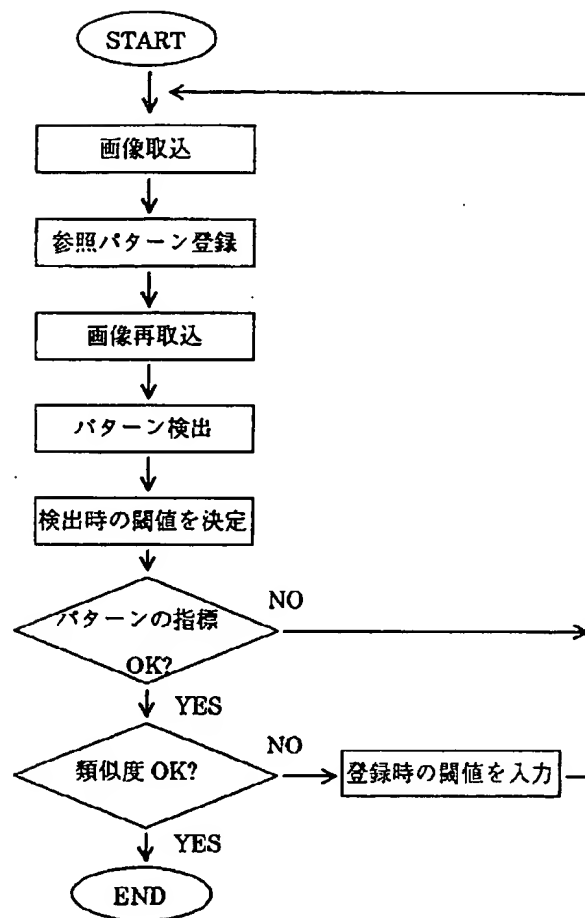 START
画像取込
参照パターン登録
画像再取込
パターン検出
検出時の閾値を決定
パターンの指標
OK?
NO
YES
類似度 OK?
NO
登録時の閾値を入力
YES
END